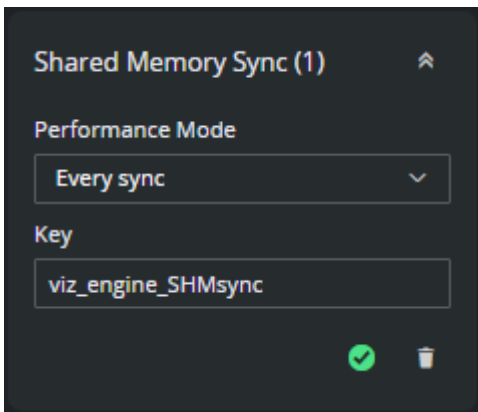 Shared Memory Sync (1)
Performance Mode
Every sync
Key
viz_engine_SHMsync